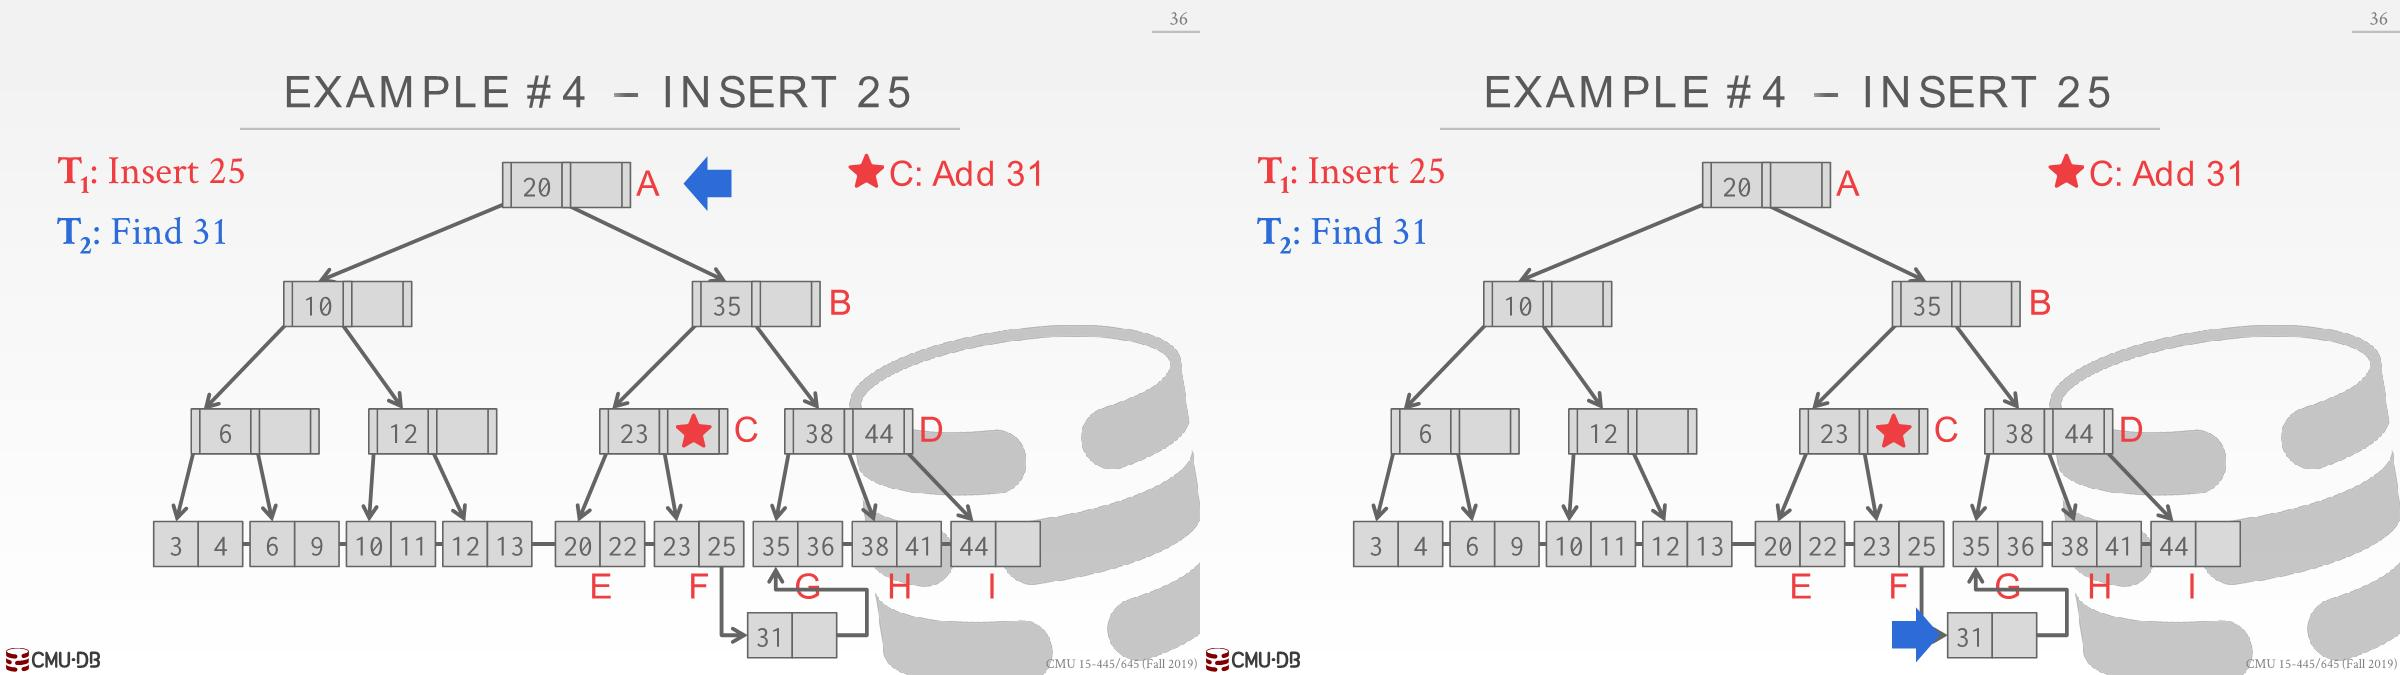 36
EXAMPLE #4 – INSERT 25
T1: Insert 25
T2: Find 31
★C: Add 31
20 A
10
35 B
6
12
23 ★ C
38 44 D
3 4 6 9 10 11 12 13 20 22 23 25 35 36 38 41 44
E F G H I
31
CMU·DB
CMU 15-445/645 (Fall 2019)
36
EXAMPLE #4 – INSERT 25
T1: Insert 25
T2: Find 31
★C: Add 31
20 A
10
35 B
6
12
23 ★ C
38 44 D
3 4 6 9 10 11 12 13 20 22 23 25 35 36 38 41 44
E F G H I
31
CMU·DB
CMU 15-445/645 (Fall 2019)